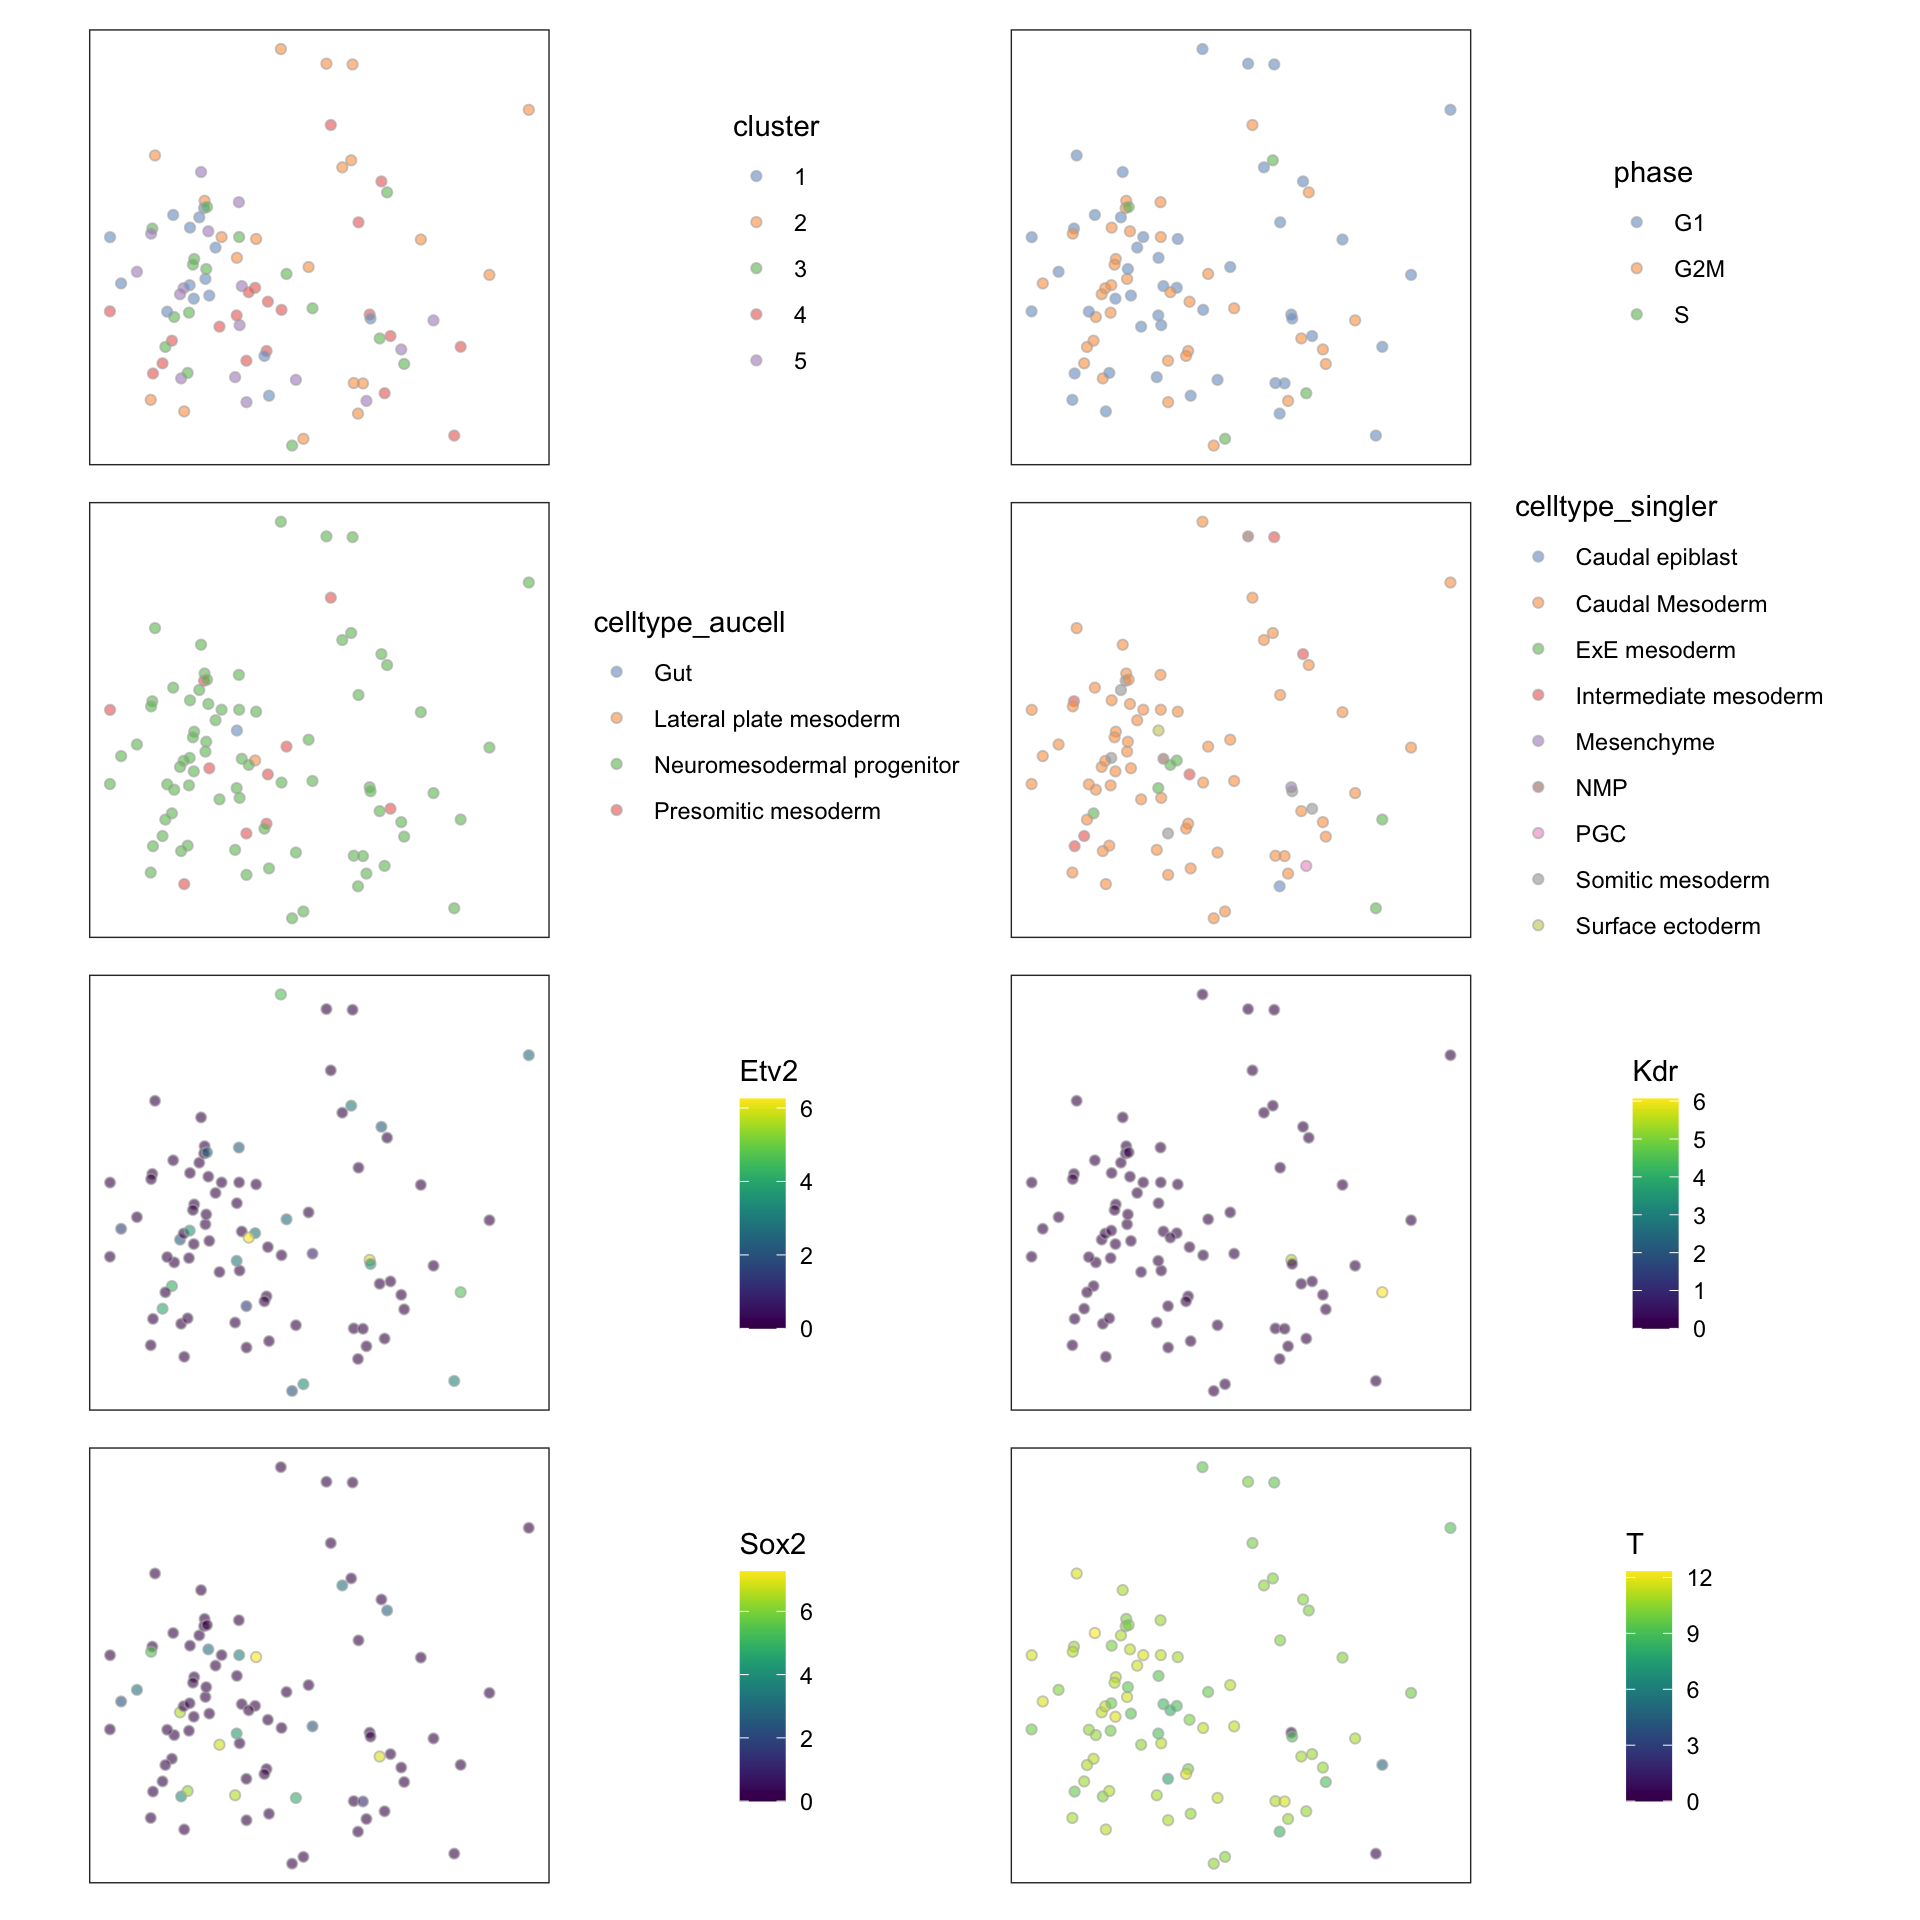 cluster
1
2
3
4
5
phase
G1
G2M
S
celltype_aucell
Gut
Lateral plate mesoderm
Neuromesodermal progenitor
Presomitic mesoderm
celltype_singler
Caudal epiblast
Caudal Mesoderm
ExE mesoderm
Intermediate mesoderm
Mesenchyme
NMP
PGC
Somitic mesoderm
Surface ectoderm
Etv2
6
4
2
0
Kdr
6
5
4
3
2
1
0
Sox2
6
4
2
0
T
12
9
6
3
0